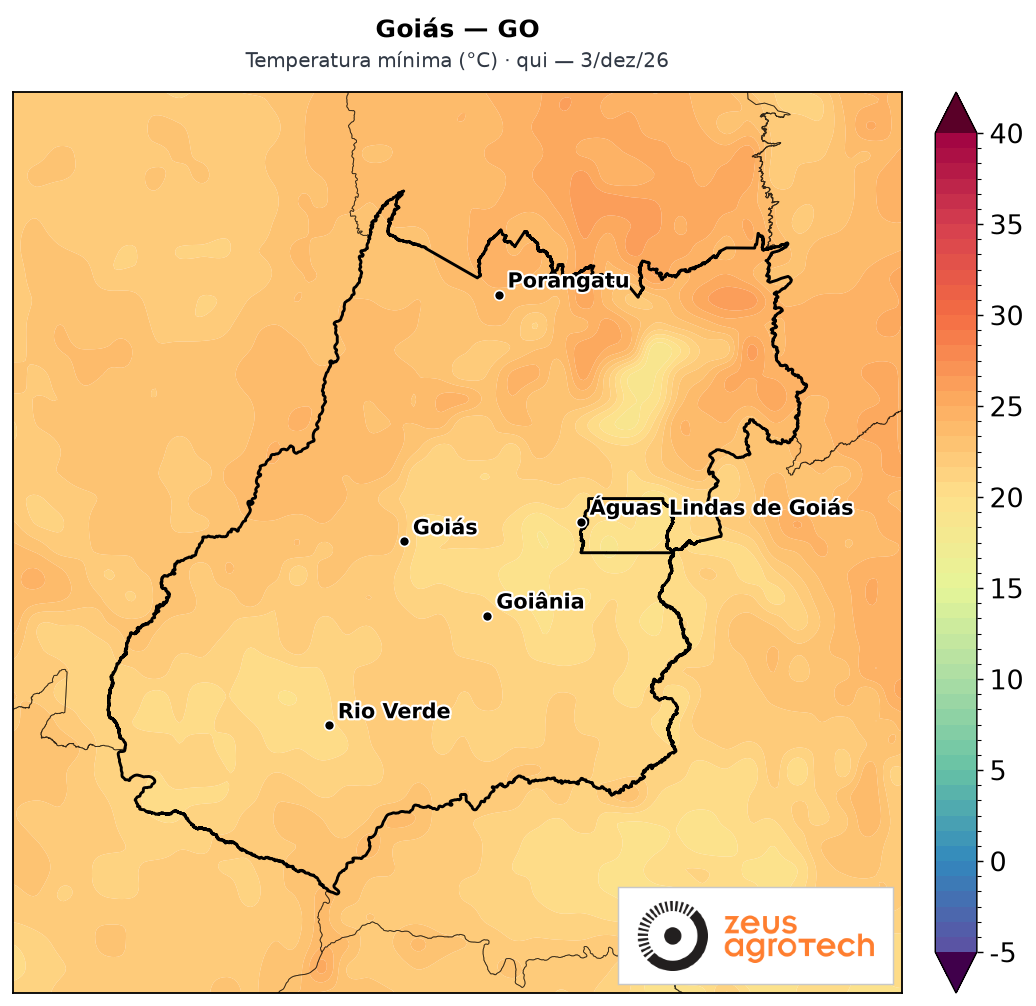 Goiás — GO
Temperatura mínima (°C) · qui — 3/dez/26
40
35
30
25
20
15
10
5
0
-5
Porangatu
Águas Lindas de Goiás
Goiás
Goiânia
Rio Verde
zeus
agrotech